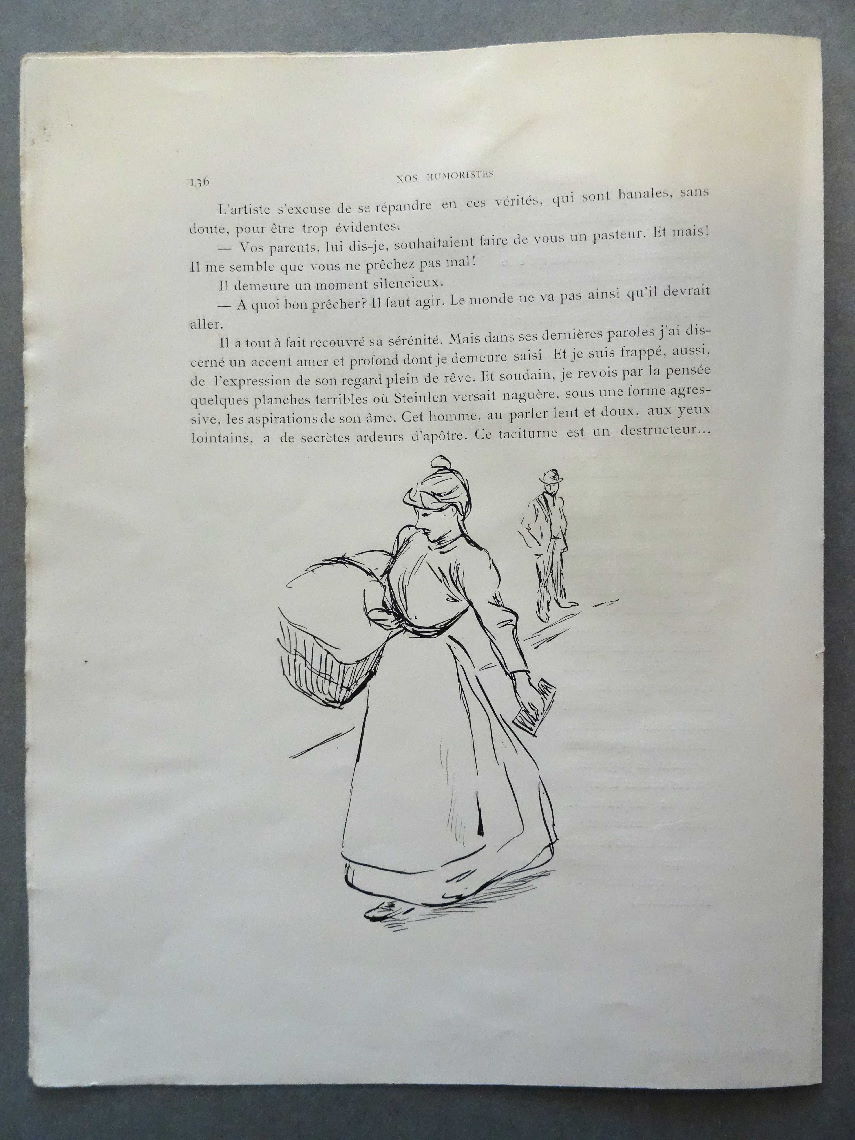 136
NOS HUMORISTES
L'artiste s'excuse de se répandre en ces vérités, qui sont banales, sans
doute, pour être trop évidentes.
— Vos parents, lui dis-je, souhaitaient faire de vous un pasteur. Et mais!
Il me semble que vous ne prêchez pas mal!
Il demeure un moment silencieux.
— A quoi bon prêcher? Il faut agir. Le monde ne va pas ainsi qu'il devrait
aller.
Il a tout à fait recouvré sa sérénité. Mais dans ses dernières paroles j'ai dis-
cerné un accent amer et profond dont je demeure saisi. Et je suis frappé, aussi,
de l'expression de son regard plein de rêve. Et soudain, je revois par la pensée
quelques planches terribles où Steinlen versait naguère, sous une forme agres-
sive, les aspirations de son âme. Cet homme, au parler lent et doux, aux yeux
lointains, a de secrètes ardeurs d'apôtre. Ce taciturne est un destructeur...